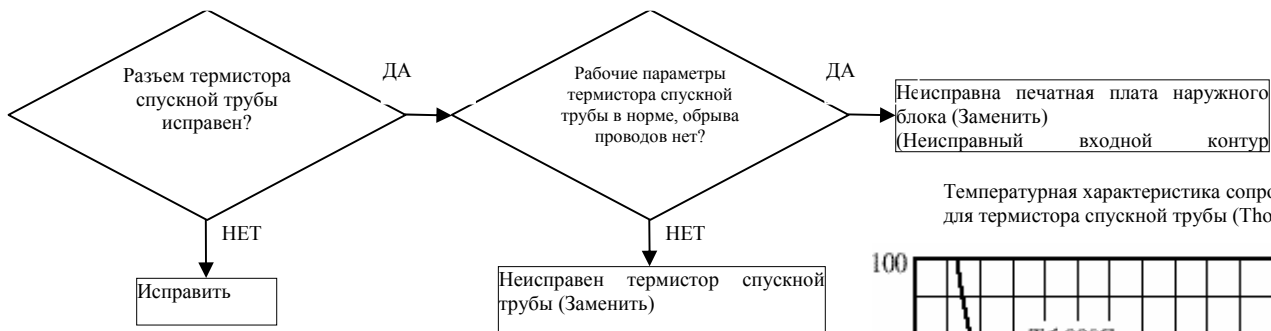 Разъем термистора
спускной трубы
исправен?
ДА
НЕТ
Исправить
Рабочие параметры
термистора спускной
трубы в норме, обрыва
проводов нет?
ДА
НЕТ
Неисправен термистор спускной
трубы (Заменить)
Неисправна печатная плата наружного
блока (Заменить)
(Неисправный входной контур
Температурная характеристика
для термистора спускной трубы
100